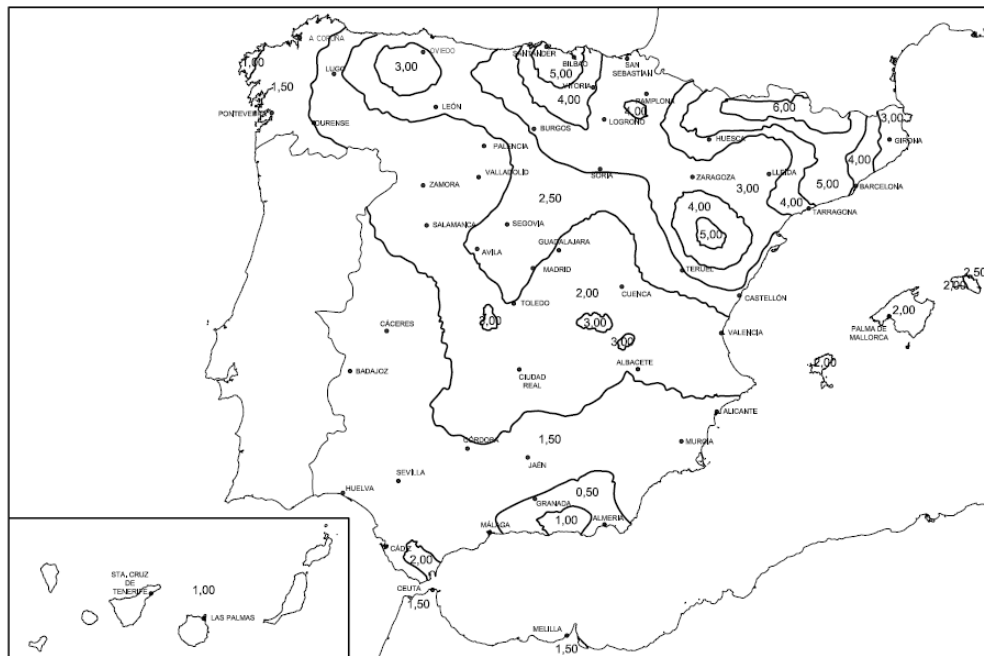 A CORUÑA
OVIEDO
SANTANDER
BILBAO
SAN
SEBASTIÁN
1,00
LUGO
3,00
5,00
VITORIA
1,50
4,00
PAMPLONA
LEÓN
4,00
6,00
PONTEVEDRA
OURENSE
LOGROÑO
3,00
BURGOS
HUESCA
GIRONA
PALENCIA
4,00
VALLADOLID
SORIA
ZARAGOZA
LLEIDA
ZAMORA
3,00
5,00
BARCELONA
2,50
4,00
4,00
TARRAGONA
SALAMANCA
SEGOVIA
5,00
AVILA
GUADALAJARA
MADRID
TERUEL
2,50
2,00
2,00
CUENCA
CASTELLÓN
TOLEDO
3,00
3,00
2,00
CÁCERES
VALENCIA
PALMA DE
MALLORCA
3,00
2,00
BADAJOZ
CIUDAD
REAL
ALBACETE
ALICANTE
1,50
CÓRDOBA
MURCIA
JAÉN
SEVILLA
HUELVA
0,50
GRANADA
1,00
MÁLAGA
ALMERIA
CÁDIZ
2,00
STA. CRUZ
DE
TENERIFE
1,00
CEUTA
1,50
LAS PALMAS
MELILLA
1,50